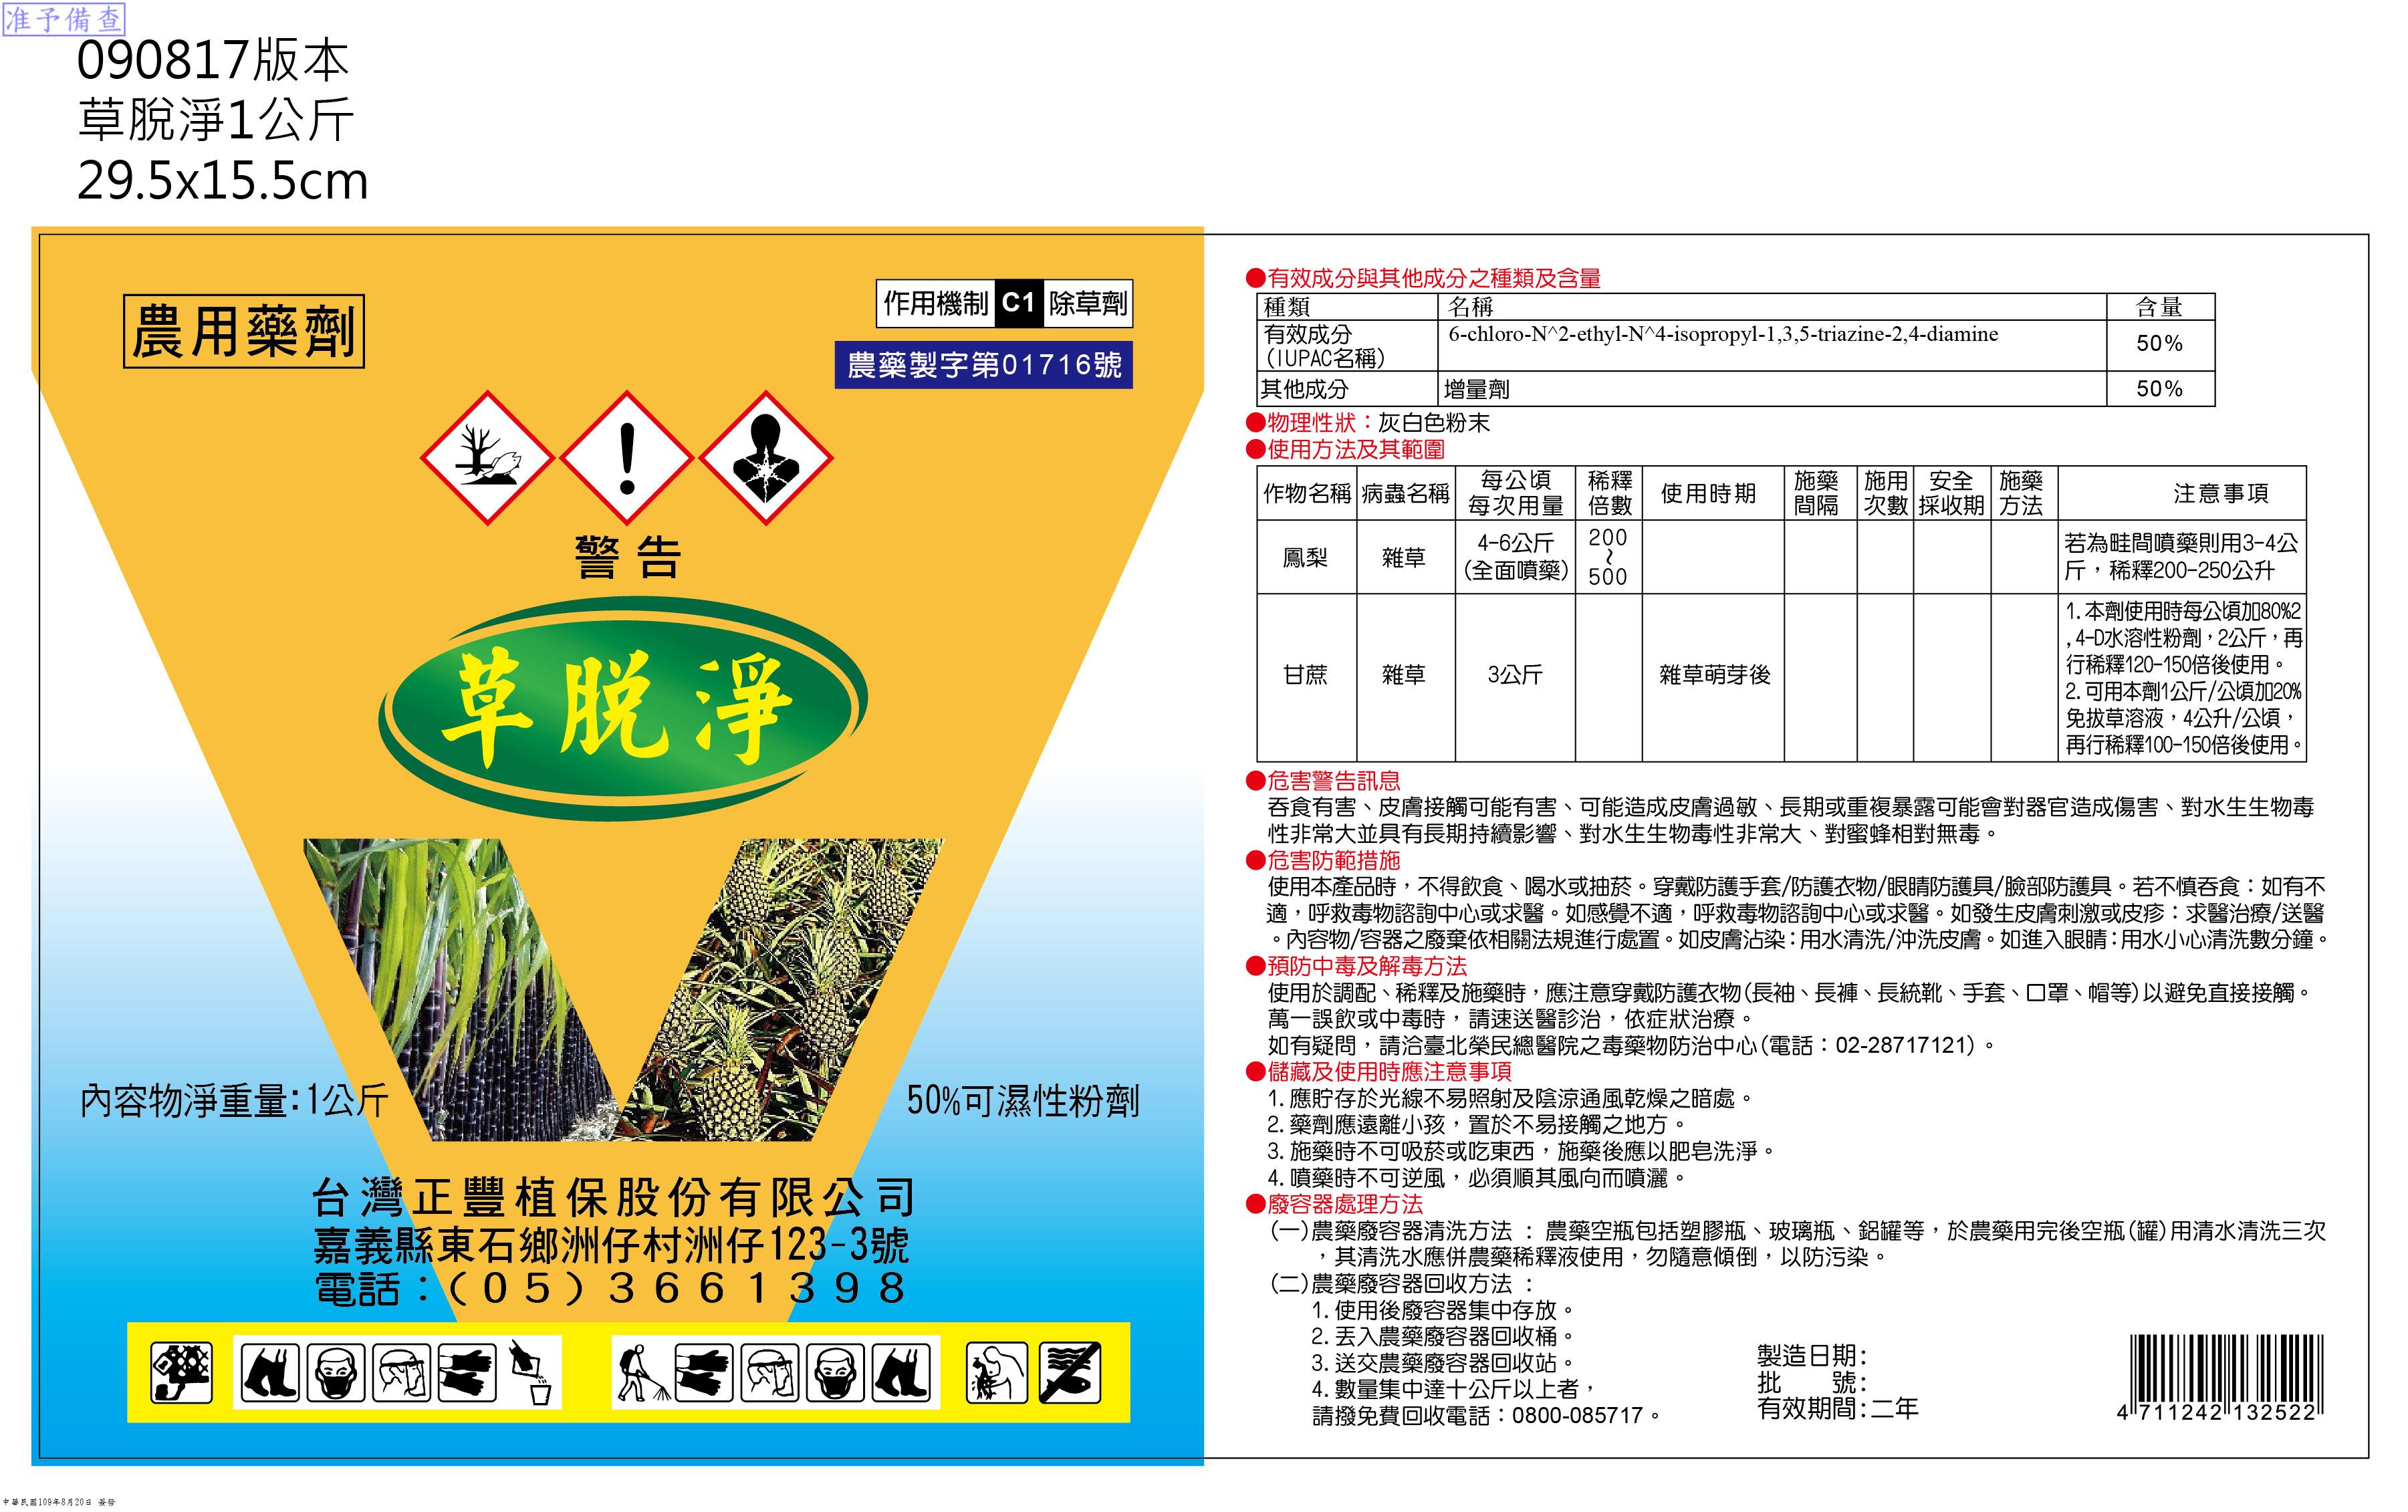 准予備查
090817版本
草脫淨1公斤
29.5x15.5cm
農用藥劑
作用機制 C1 除草劑
農藥製字第01716號
警告
草脫淨
內容物淨重量:1公斤
50%可濕性粉劑
台灣正豐植保股份有限公司
嘉義縣東石鄉洲仔村洲仔123-3號
電話：(05)3661398
●有效成分與其他成分之種類及含量
種類 名稱 含量
有效成分
(IUPAC名稱)
6-chloro-N^2-ethyl-N^4-isopropyl-1,3,5-triazine-2,4-diamine
50%
其他成分 增量劑 50%
●物理性狀：灰白色粉末
●使用方法及其範圍
作物名稱 病蟲名稱 每公頃每次用量 稀釋倍數 使用時期 施藥間隔 施用次數 安全採收期 施藥方法 注意事項
鳳梨 雜草
4-6公斤
(全面噴藥)
200
~
500
若為畦間噴藥則用3-4公
斤，稀釋200-250公升
甘蔗 雜草 3公斤 雜草萌芽後
1.本劑使用時每公頃加80%2
,4-D水溶性粉劑，2公斤，再
行稀釋120-150倍後使用。
2.可用本劑1公斤/公頃加20%
免拔草溶液，4公升/公頃，
再行稀釋100-150倍後使用。
●危害警告訊息
吞食有害、皮膚接觸可能有害、可能造成皮膚過敏、長期或重複暴露可能會對器官造成傷害、對水生生物毒
性非常大並具有長期持續影響、對水生生物毒性非常大、對蜜蜂相對無毒。
●危害防範措施
使用本產品時，不得飲食、喝水或抽菸。穿戴防護手套/防護衣物/眼睛防護具/臉部防護具。若不慎吞食：如有不
適，呼救毒物諮詢中心或求醫。如感覺不適，呼救毒物諮詢中心或求醫。如發生皮膚刺激或皮疹：求醫治療/送醫
。內容物/容器之廢棄依相關法規進行處置。如皮膚沾染：用水清洗/沖洗皮膚。如進入眼睛：用水小心清洗數分鐘。
●預防中毒及解毒方法
使用於調配、稀釋及施藥時，應注意穿戴防護衣物(長袖、長褲、長統靴、手套、口罩、帽等)以避免直接接觸。
萬一誤飲或中毒時，請速送醫診治，依症狀治療。
如有疑問，請洽臺北榮民總醫院之毒藥物防治中心(電話：02-28717121)。
●儲藏及使用時應注意事項
1.應貯存於光線不易照射及陰涼通風乾燥之暗處。
2.藥劑應遠離小孩，置於不易接觸之地方。
3.施藥時不可吸菸或吃東西，施藥後應以肥皂洗淨。
4.噴藥時不可逆風，必須順其風向而噴灑。
●廢容器處理方法
(一)農藥廢容器清洗方法 ： 農藥空瓶包括塑膠瓶、玻璃瓶、鋁罐等，於農藥用完後空瓶(罐)用清水清洗三次
，其清洗水應併農藥稀釋液使用，勿隨意傾倒，以防污染。
(二)農藥廢容器回收方法 ：
1.使用後廢容器集中存放。
2.丟入農藥廢容器回收桶。
3.送交農藥廢容器回收站。
4.數量集中達十公斤以上者，
請撥免費回收電話：0800-085717。
製造日期:
批 號:
有效期間:二年
4 711242 132522
中華民國109年8月20日 簽發